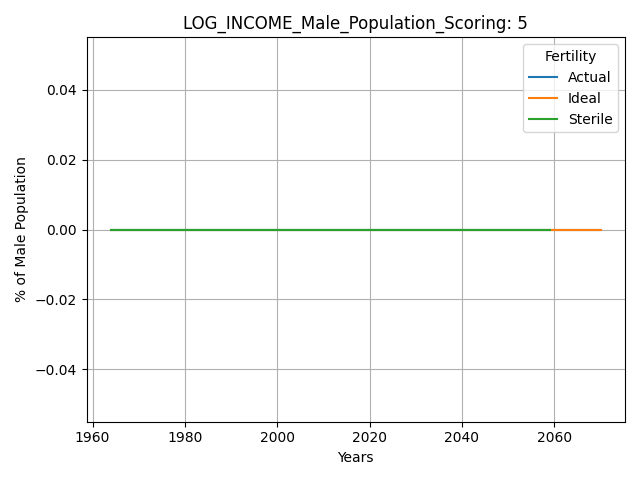 LOG_INCOME_Male_Population_Scoring: 5
Fertility
Actual
Ideal
Sterile
% of Male Population
0.04
0.02
0.00
−0.02
−0.04
1960 1980 2000 2020 2040 2060
Years